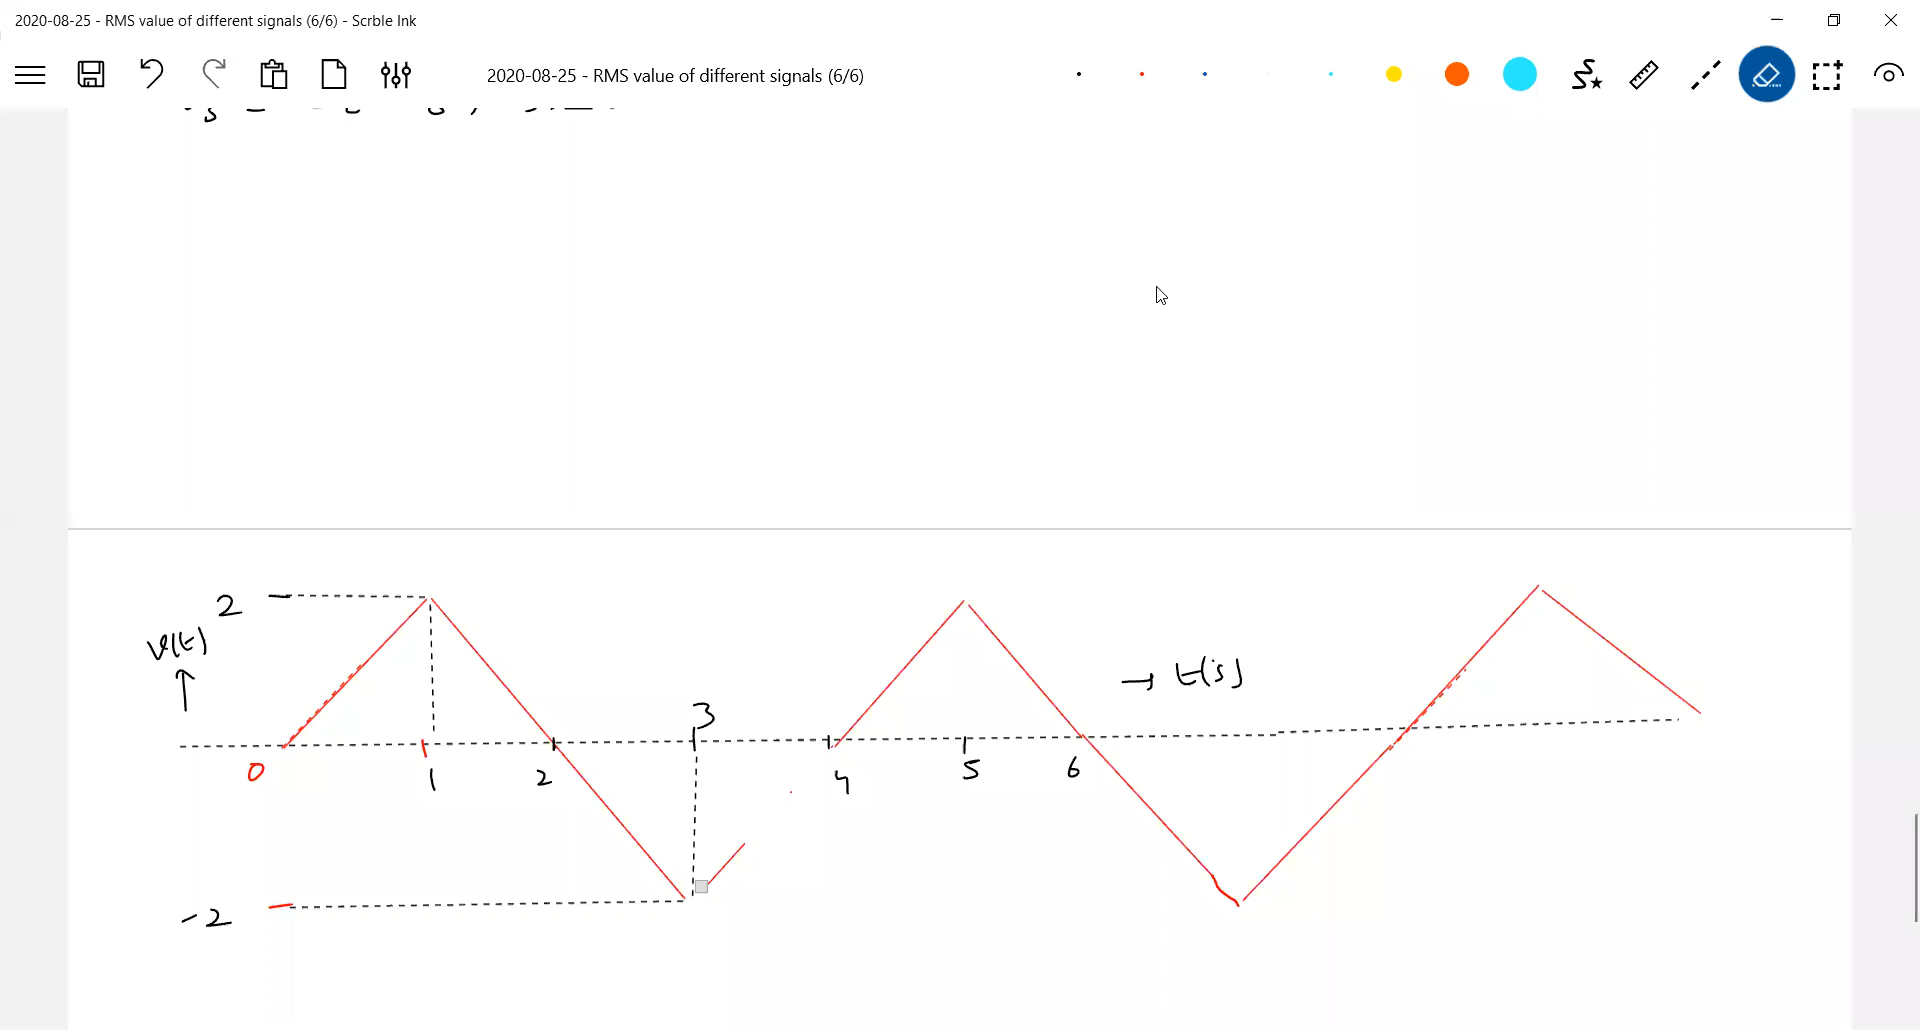 2020-08-25 - RMS value of different signals (6/6) - Scrble Ink
2020-08-25 - RMS value of different signals (6/6)
2
v(t)
→ t(s)
3
0
1
2
4
5
6
-2